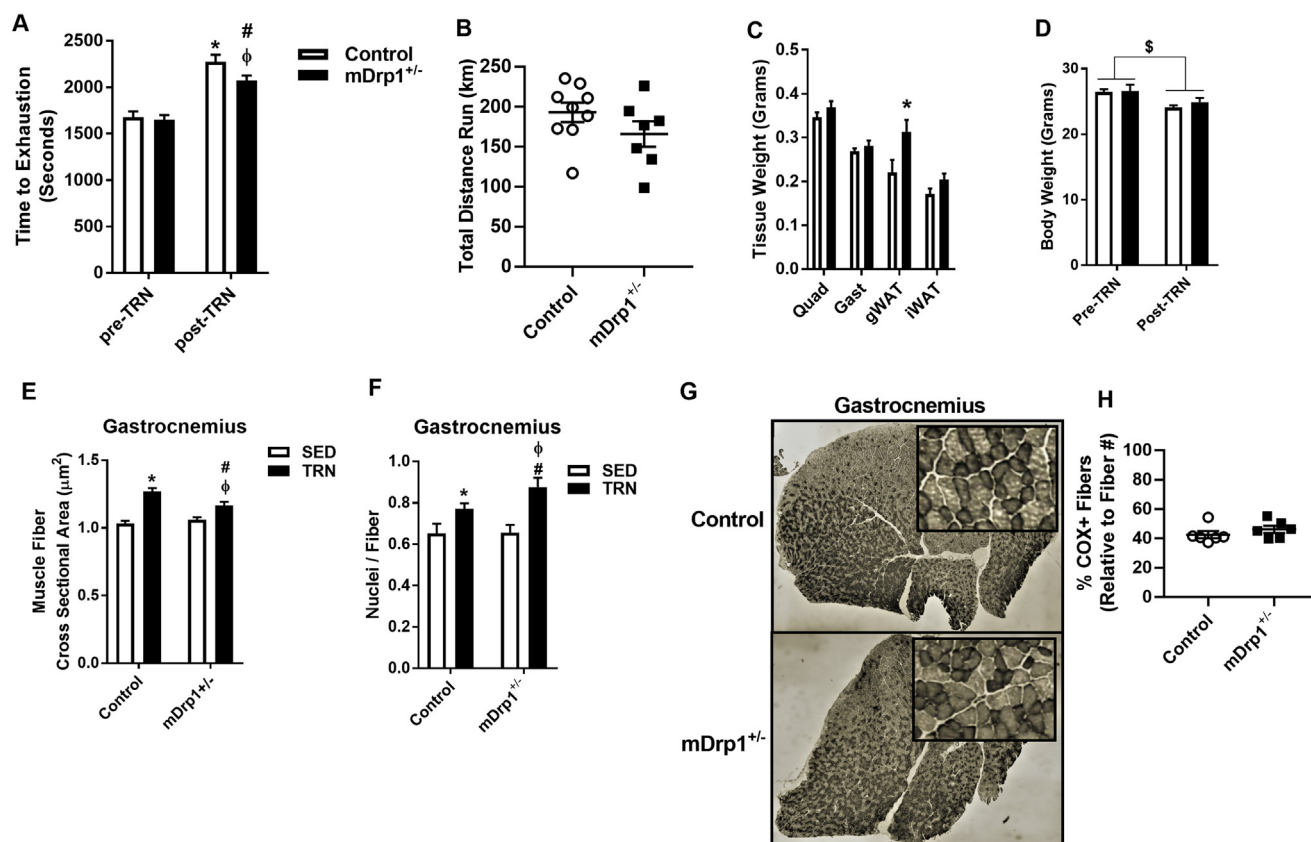 A
Time to Exhaustion
(Seconds)
2500
2000
1500
1000
500
0
*
#
ϕ
pre-TRN
post-TRN
Control
mDrp1+/-
B
Total Distance Run (km)
250
200
150
100
50
0
Control
mDrp1+/-
C
Tissue Weight (Grams)
0.5
0.4
0.3
0.2
0.1
0.0
*
Quad
Gast
gWAT
iWAT
D
Body Weight (Grams)
30
20
10
0
$
Pre-TRN
Post-TRN
E
Gastrocnemius
Muscle Fiber
Cross Sectional Area (μm2)
1.5
1.0
0.5
0.0
*
#
ϕ
Control
mDrp1+/-
SED
TRN
F
Gastrocnemius
Nuclei / Fiber
1.0
0.8
0.6
0.4
0.2
0.0
*
ϕ
#
Control
mDrp1+/-
SED
TRN
G
Gastrocnemius
Control
mDrp1+/-
H
% COX+ Fibers
(Relative to Fiber #)
100
80
60
40
20
0
Control
mDrp1+/-